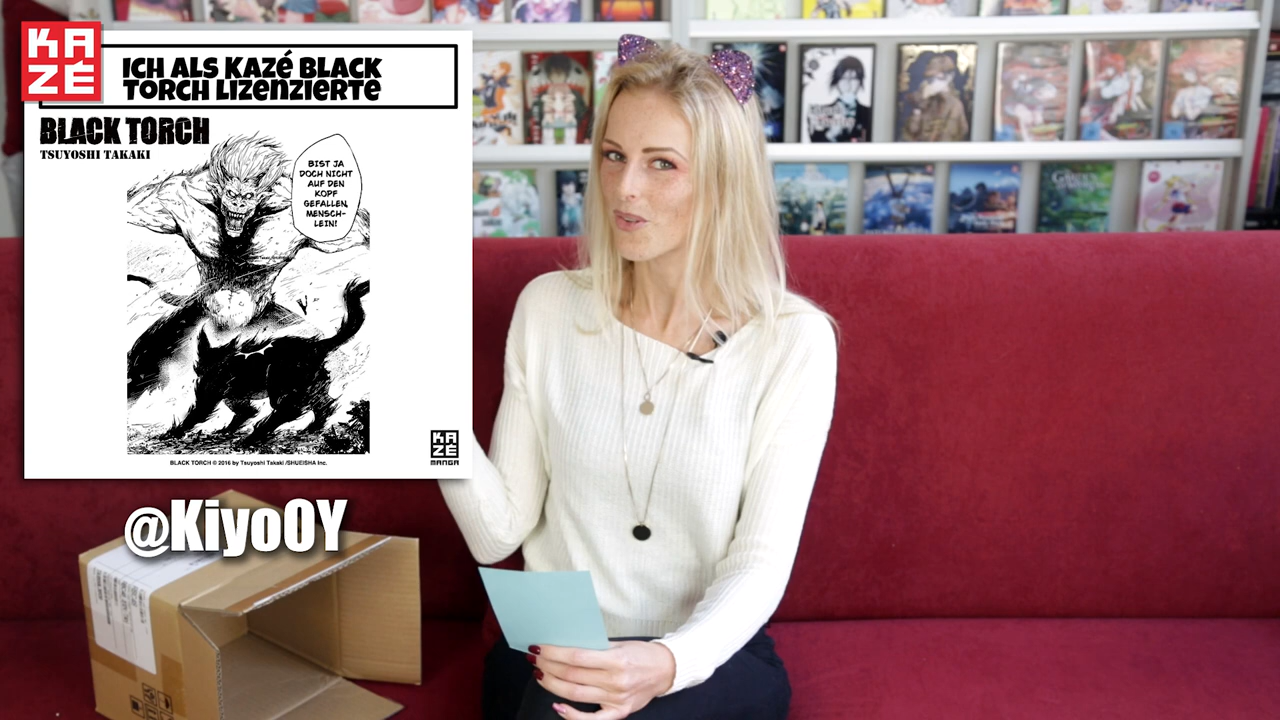 KA
ZÉ
ICH ALS KAZÉ BLACK
TORCH LIZENZIERTE
BLACK TORCH
TSUYOSHI TAKAKI
BIST JA
DOCH NICHT
AUF DEN
KOPF
GEFALLEN,
MENSCH-
LEIN!
KA
ZÉ
MANGA
BLACK TORCH © 2016 by Tsuyoshi Takaki /SHUEISHA Inc.
@KiyoOY